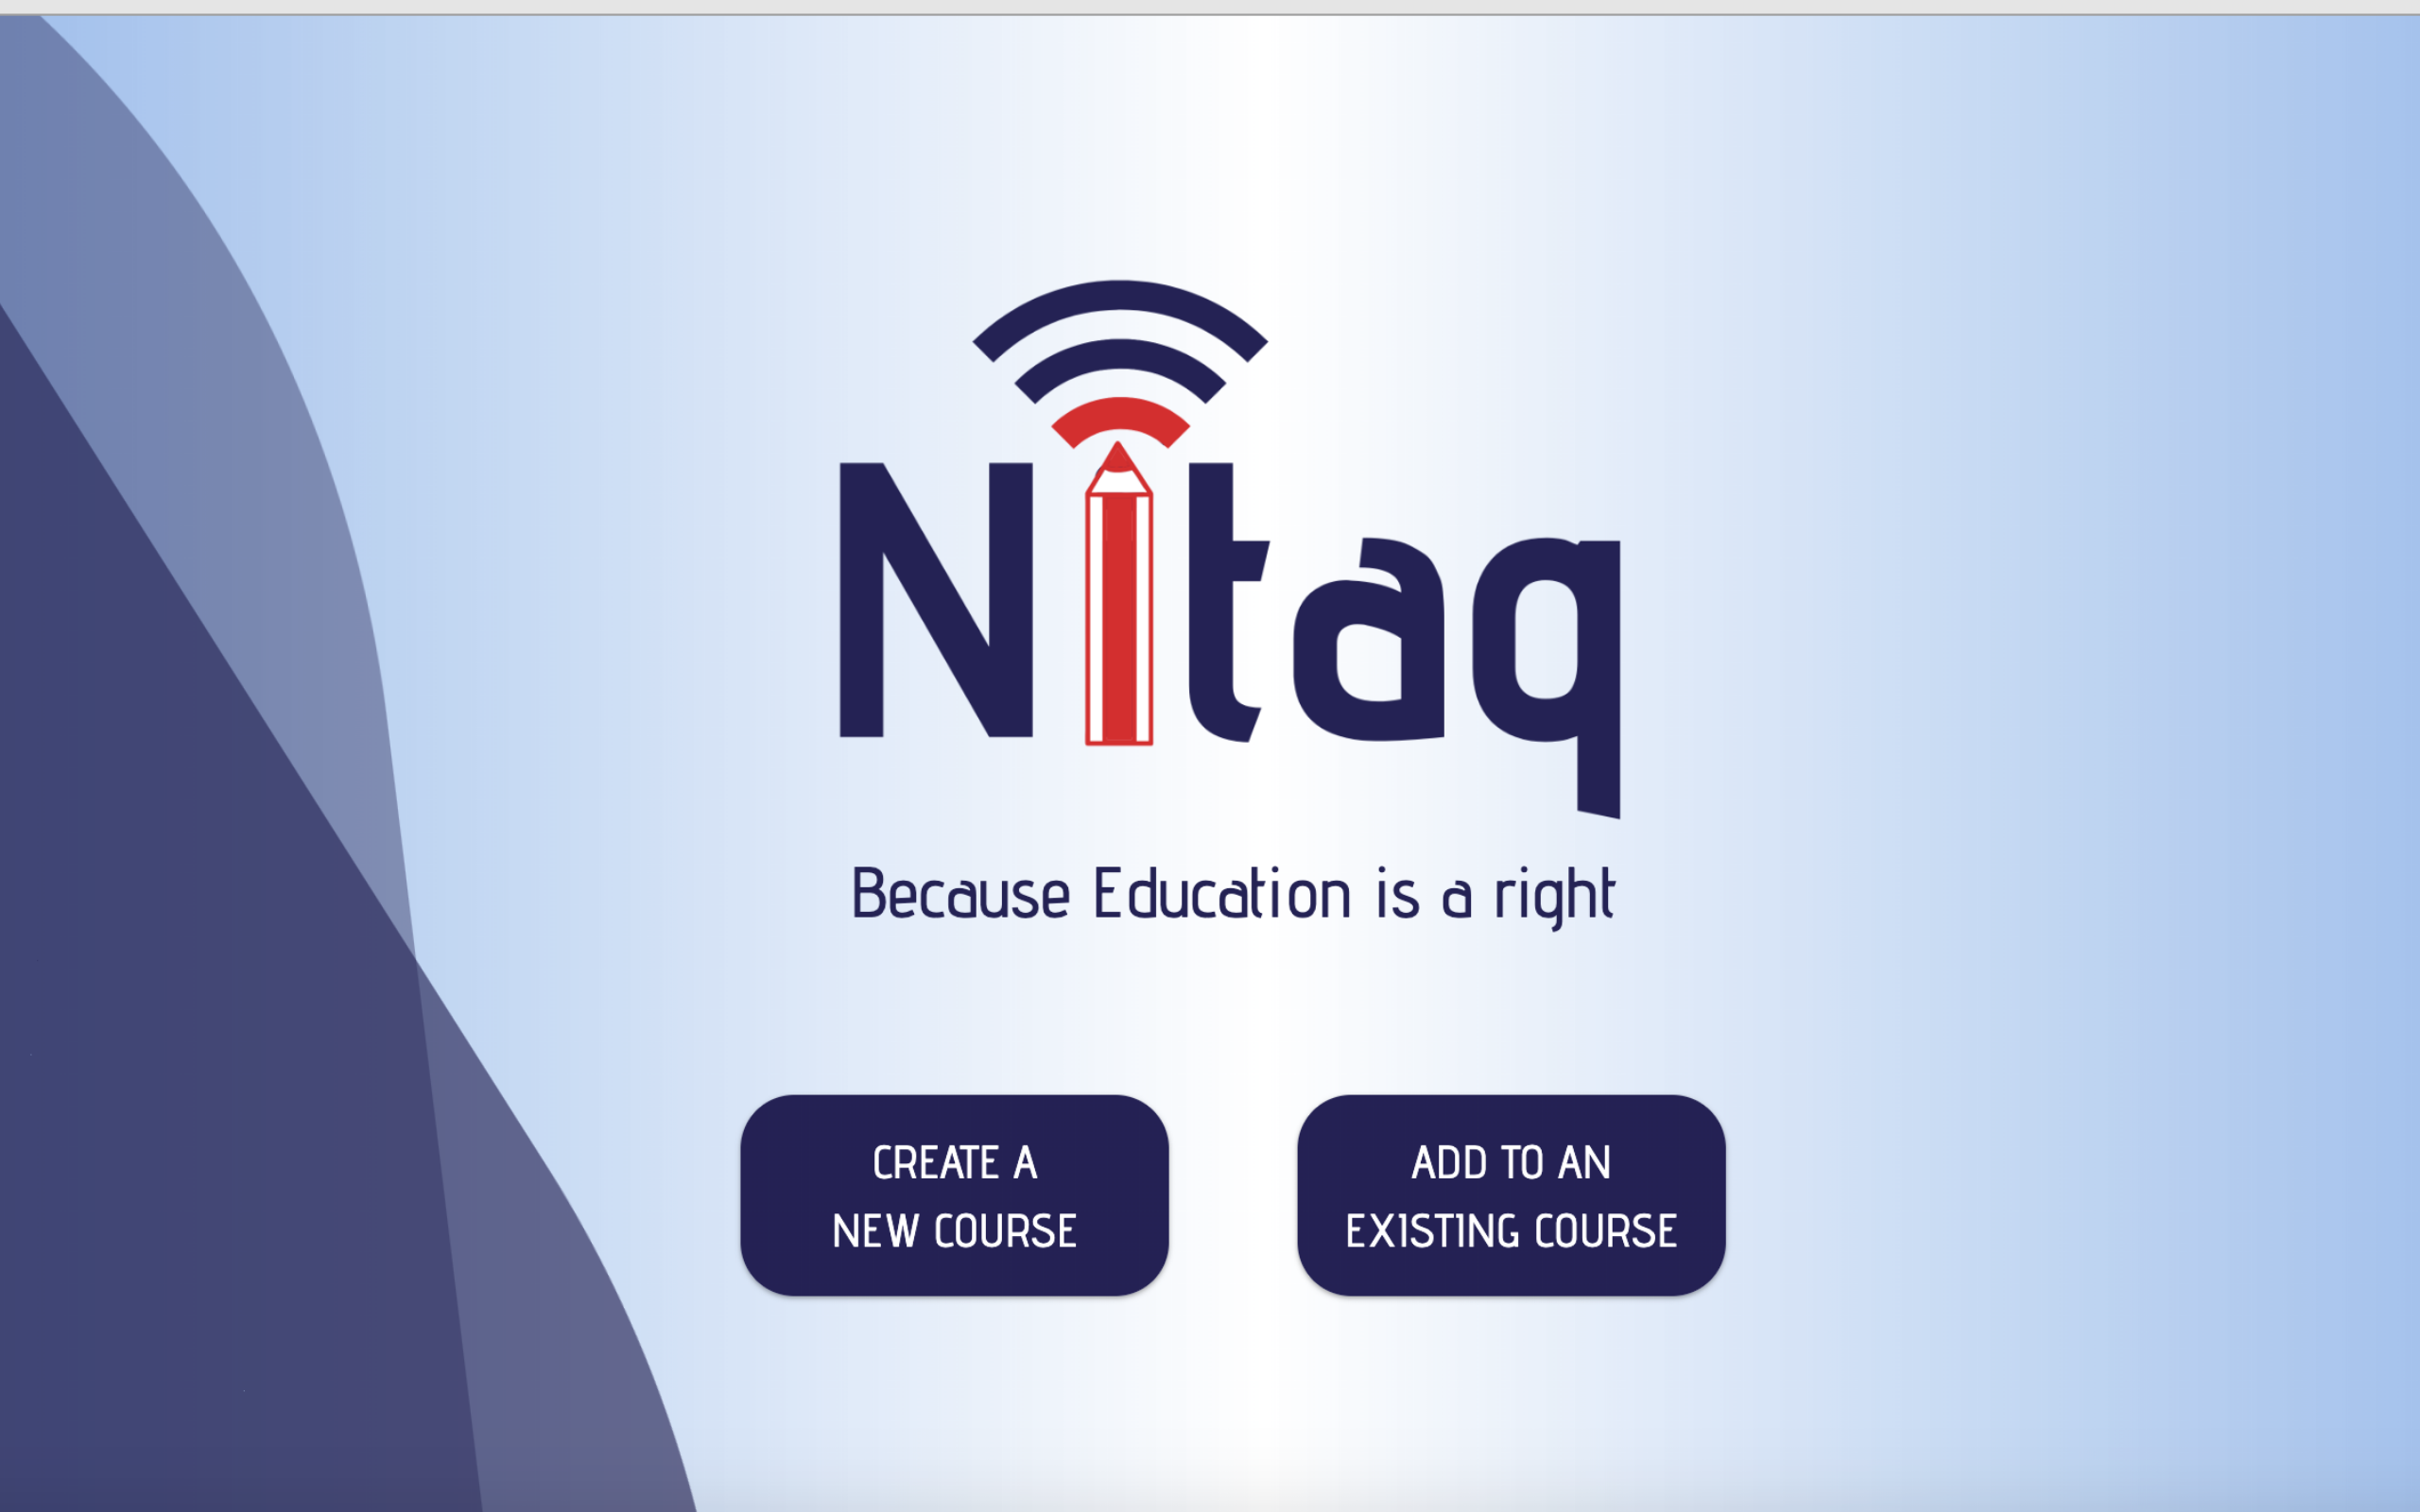 Nitaq
Because Education is a right
CREATE A
NEW COURSE
ADD TO AN
EXISTING COURSE